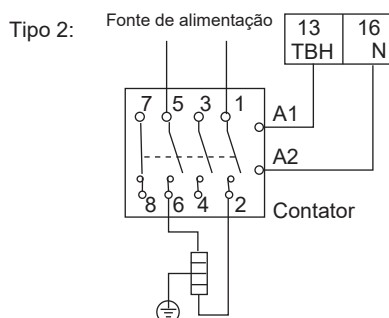 Tipo 2:
Fonte de alimentação
13 16
TBH N
7 5 3 1
A1
A2
8 6 4 2
Contator